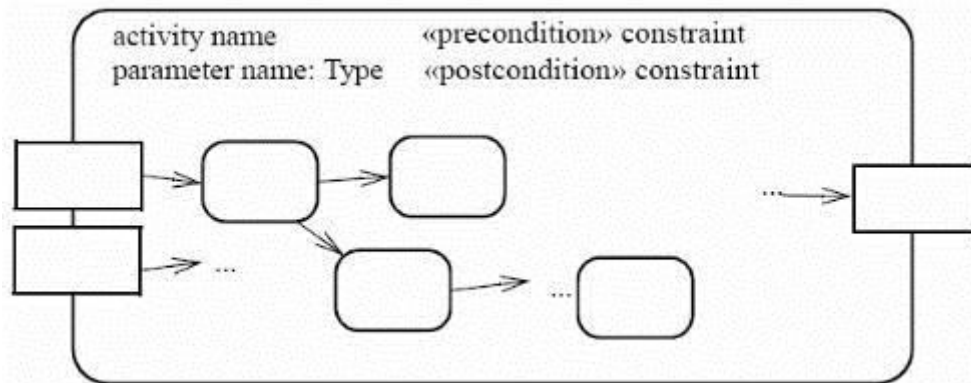 activity name «precondition» constraint
parameter name: Type «postcondition» constraint
...
...
...